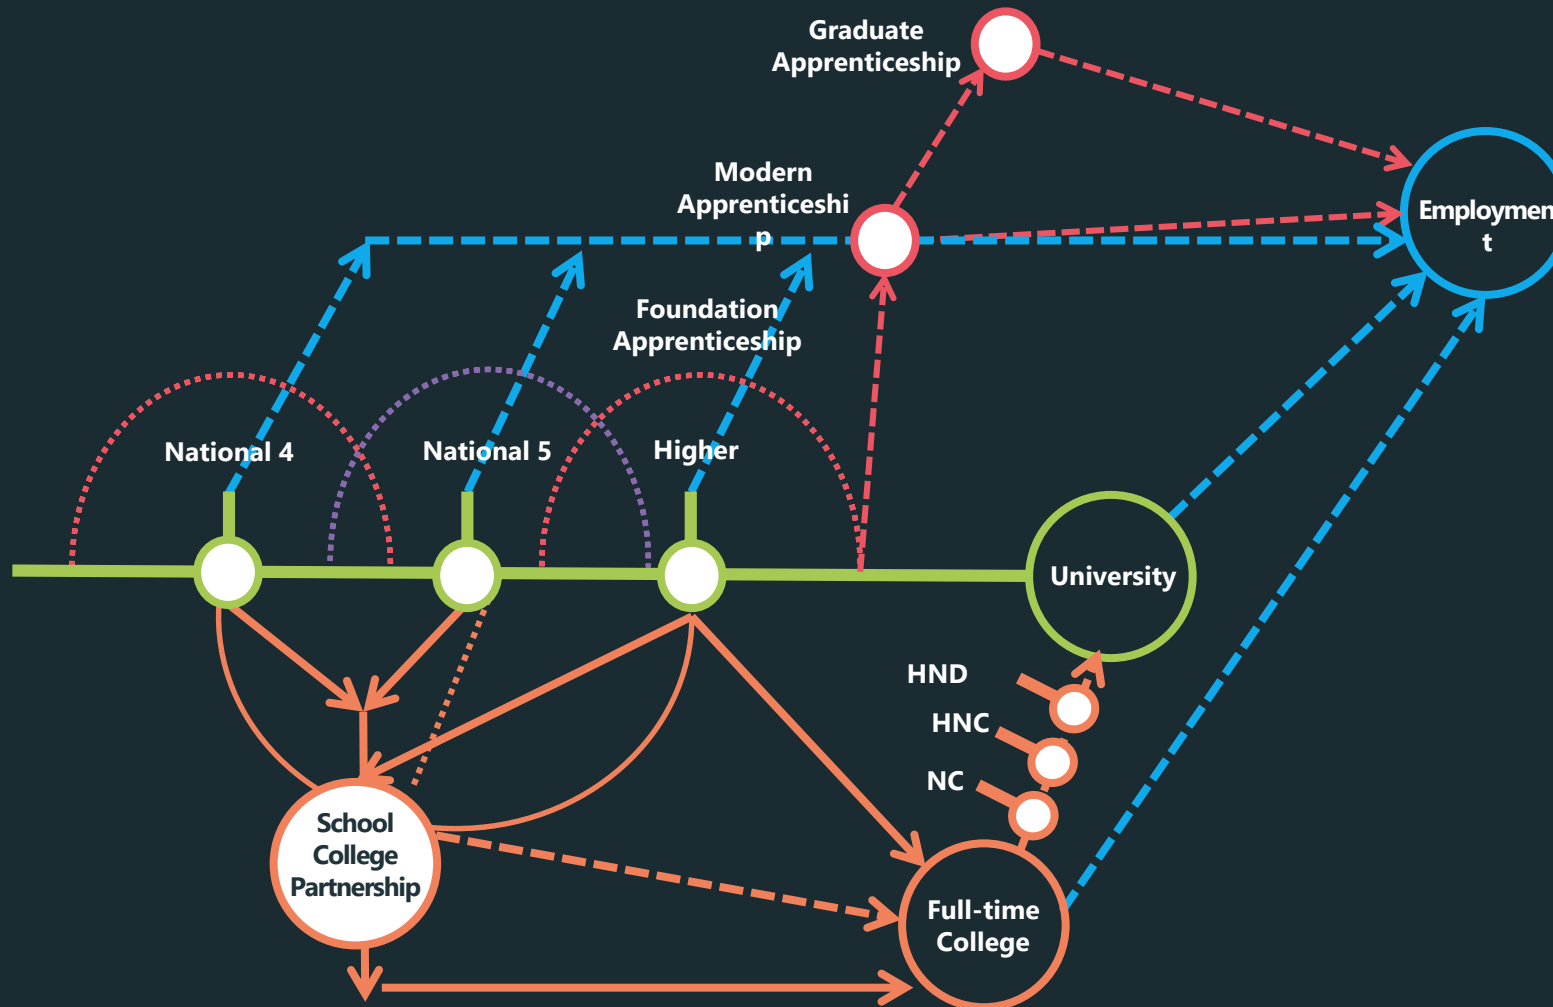 Graduate
Apprenticeship
Modern
Apprenticeshi
p
Employmen
t
Foundation
Apprenticeship
National 4
National 5
Higher
University
HND
HNC
NC
School
College
Partnership
Full-time
College